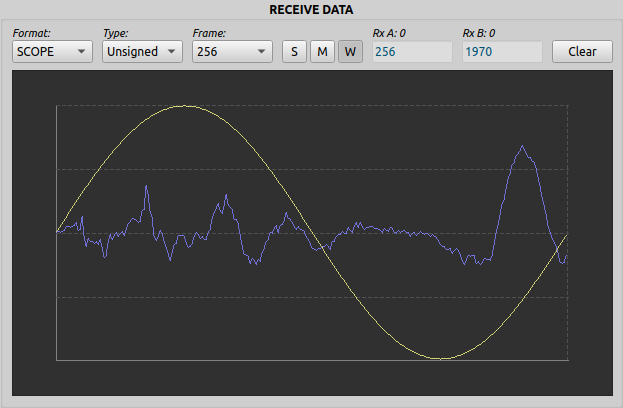 RECEIVE DATA
Format: Type: Frame: Rx A: 0 Rx B: 0
SCOPE Unsigned 256 S M W 256 1970 Clear